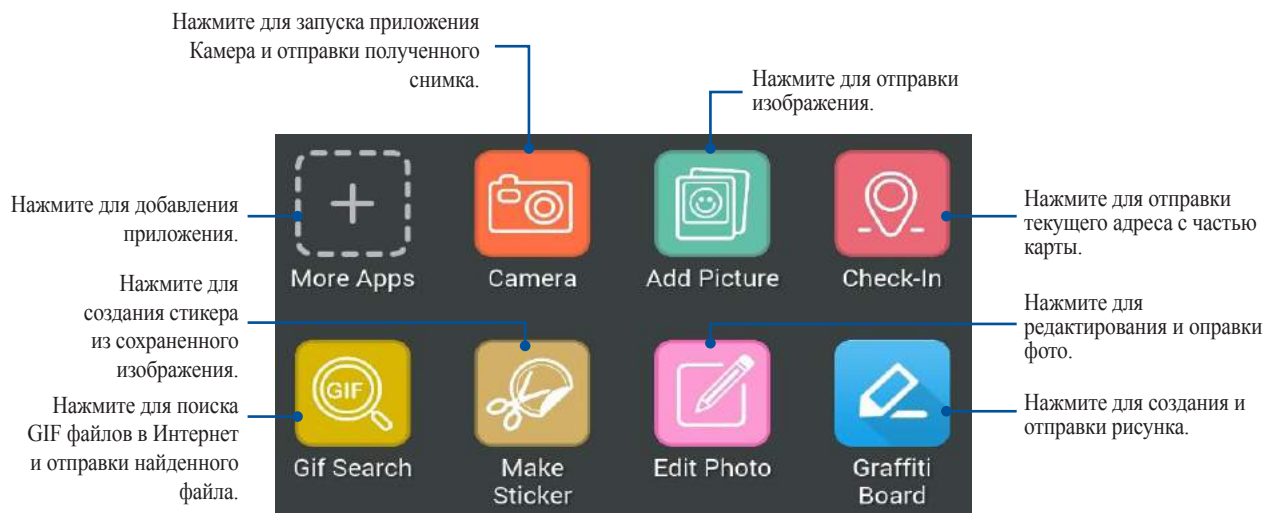 Нажмите для запуска приложения
Камера и отправки полученного
снимка.
Нажмите для отправки
изображения.
Нажмите для добавления
приложения.
More Apps
Camera
Add Picture
Check-In
Нажмите для отправки
текущего адреса с частью
карты.
Нажмите для
создания стикера
из сохраненного
изображения.
Нажмите для
редактирования и оправки
фото.
Нажмите для поиска
GIF файлов в Интернет
и отправки найденного
файла.
GIF
Gif Search
Make
Sticker
Edit Photo
Graffiti
Board
Нажмите для создания и
отправки рисунка.